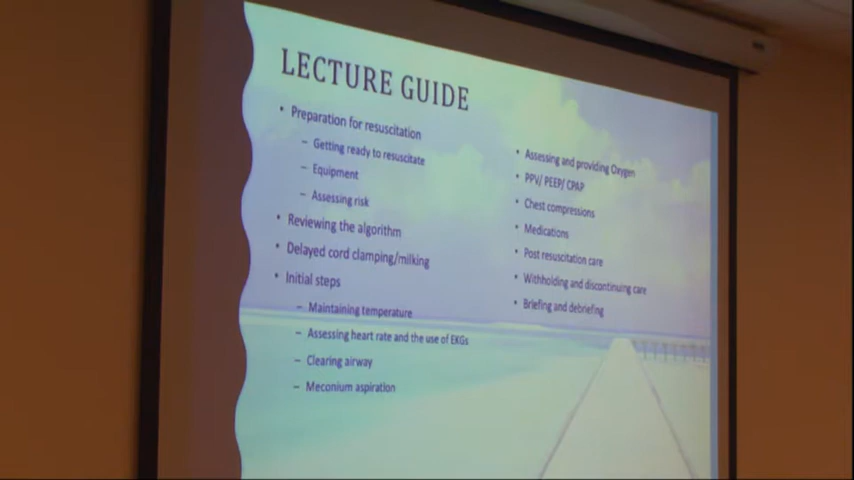 LECTURE GUIDE
• Preparation for resuscitation
– Getting ready to resuscitate
– Equipment
– Assessing risk
• Reviewing the algorithm
• Delayed cord clamping/milking
• Initial steps
– Maintaining temperature
– Assessing heart rate and the use of EKGs
– Clearing airway
– Meconium aspiration
• Assessing and providing Oxygen
• PPV/ PEEP/ CPAP
• Chest compressions
• Medications
• Post resuscitation care
• Withholding and discontinuing care
• Briefing and debriefing